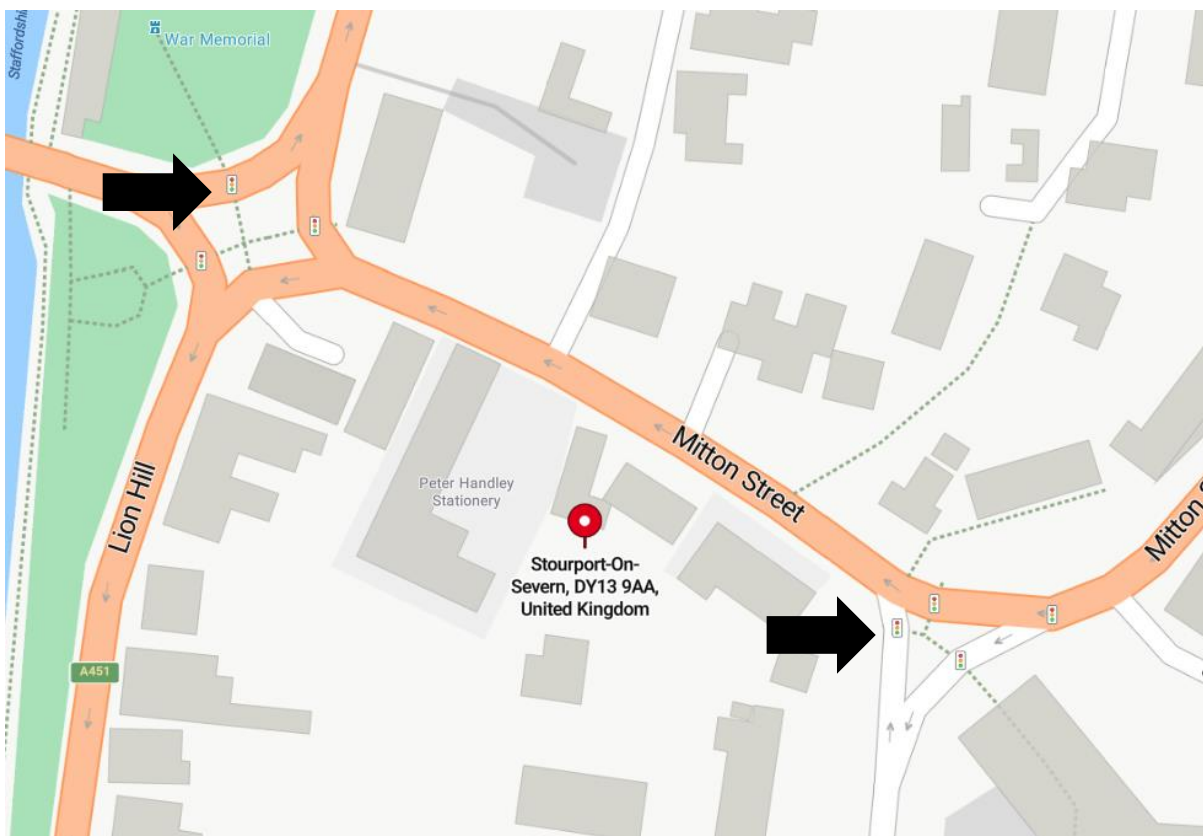 Staffordshi
War Memorial
Mitton Street
Mitton S
Peter Handley
Stationery
Lion Hill
Stourport-On-
Severn, DY13 9AA,
United Kingdom
A451